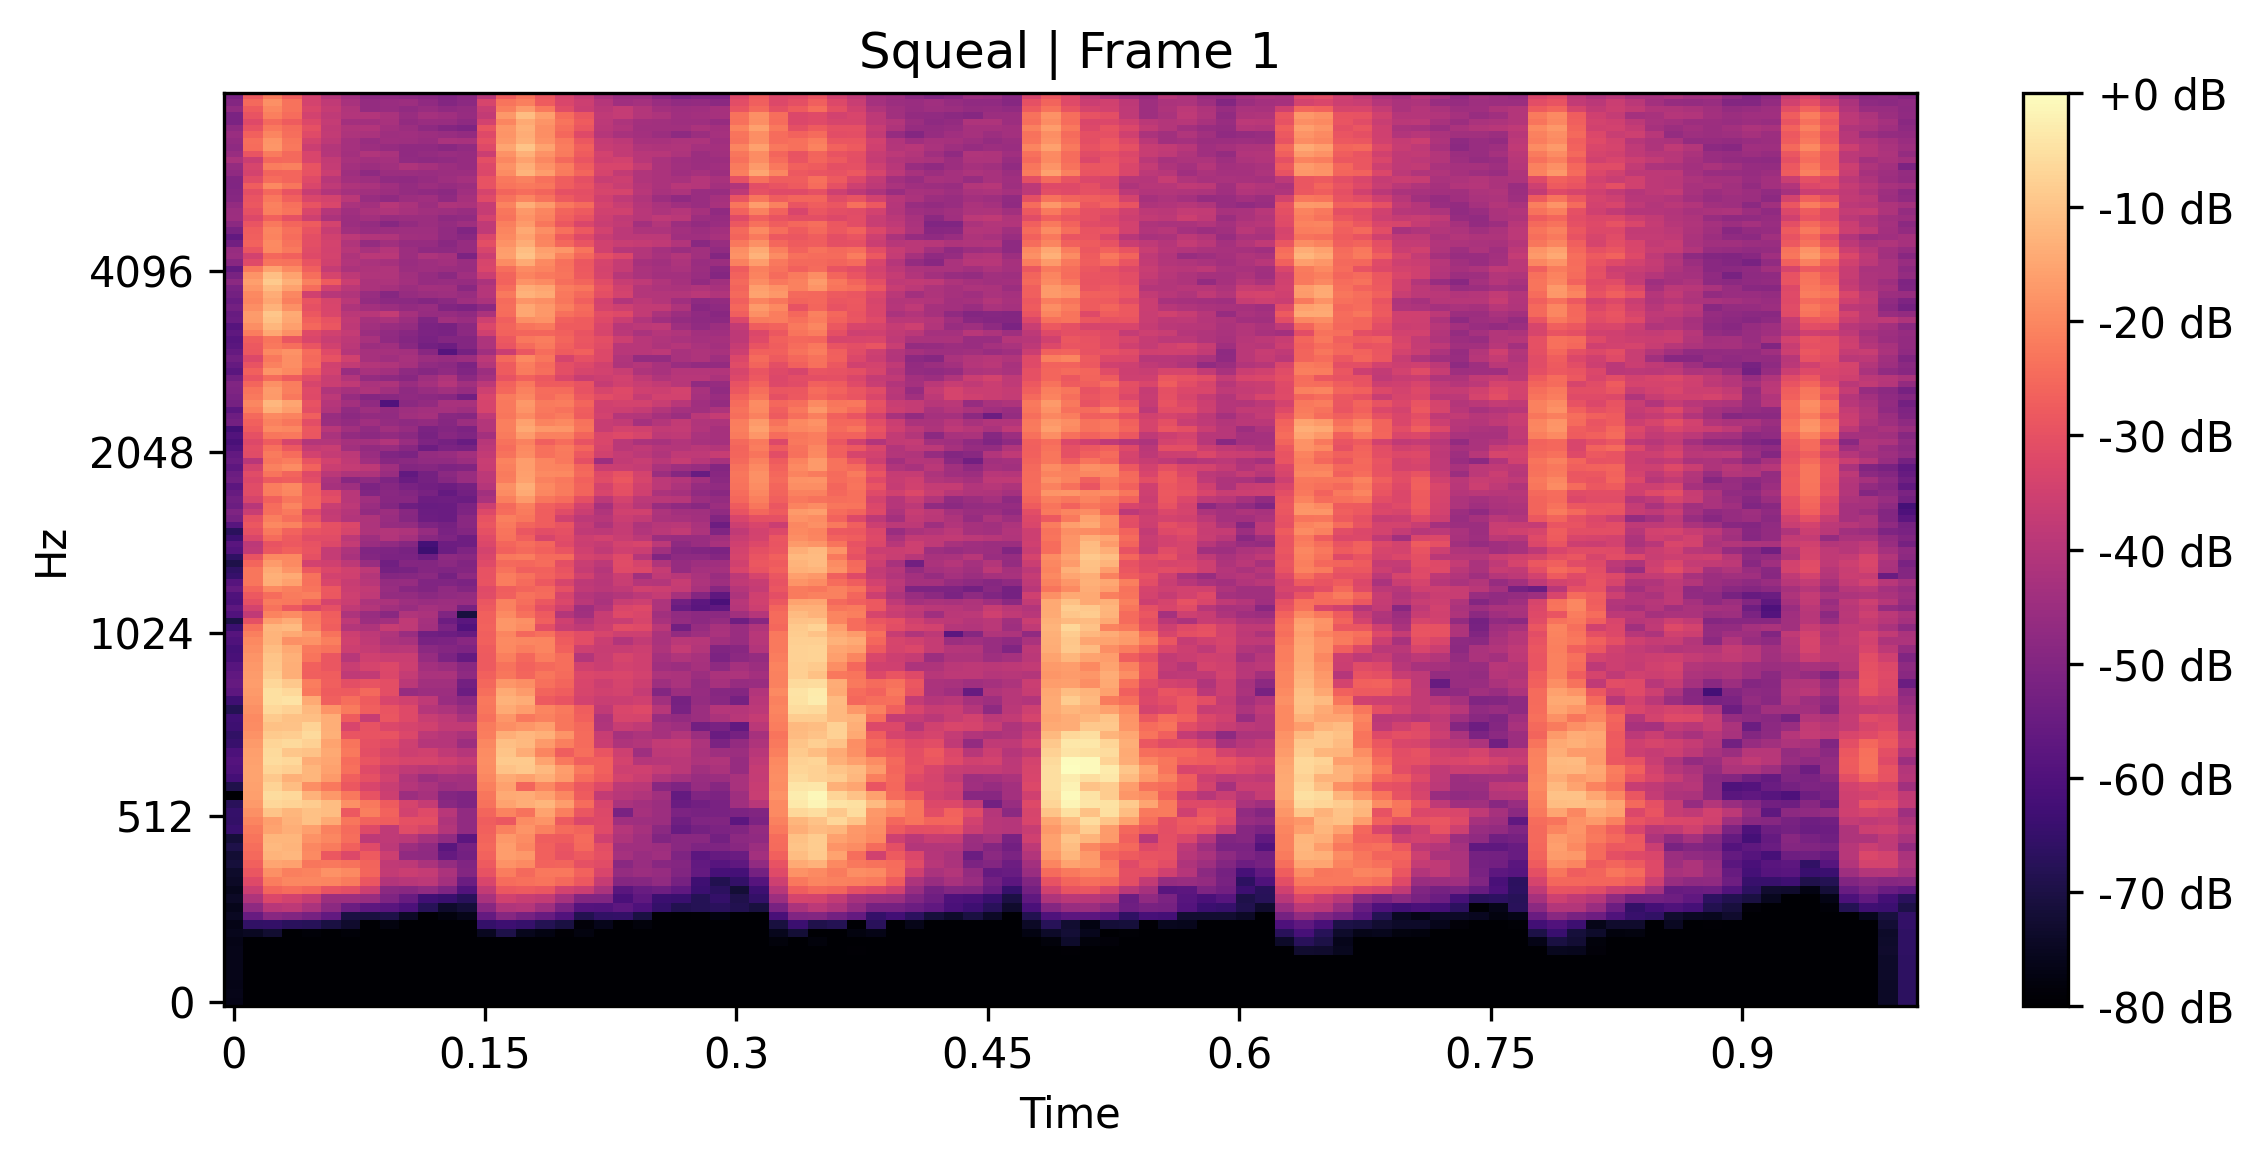 Squeal | Frame 1
Hz
4096
2048
1024
512
0
0 0.15 0.3 0.45 0.6 0.75 0.9
Time
+0 dB
-10 dB
-20 dB
-30 dB
-40 dB
-50 dB
-60 dB
-70 dB
-80 dB